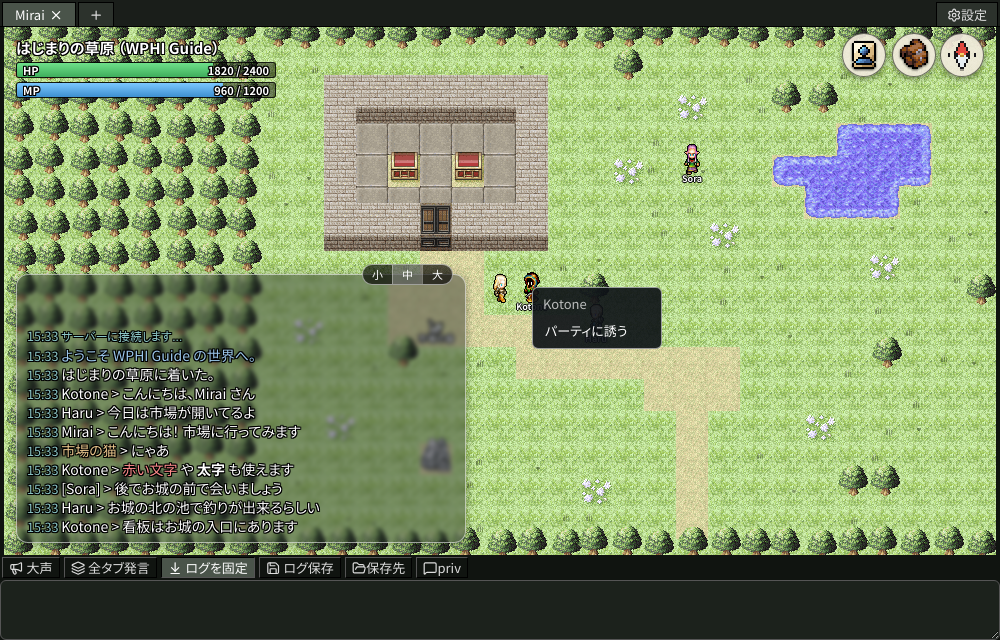 Mirai ×
+
設定
はじまりの草原（WPHI Guide）
HP 1820 / 2400
MP 960 / 1200
Sora
Kotone
パーティに誘う
小 中 大
15:33 サーバーに接続します...
15:33 ようこそ WPHI Guide の世界へ。
15:33 はじまりの草原に着いた。
15:33 Kotone > こんにちは、Mirai さん
15:33 Haru > 今日は市場が開いてるよ
15:33 Mirai > こんにちは！市場に行ってみます
15:33 市場の猫 > にゃあ
15:33 Kotone > 赤い文字 や 太字 も使えます
15:33 [Sora] > 後でお城の前で会いましょう
15:33 Haru > お城の北の池で釣りが出来るらしい
15:33 Kotone > 看板はお城の入口にあります
大声 全タブ発言 ログを固定 ログ保存 保存先 priv